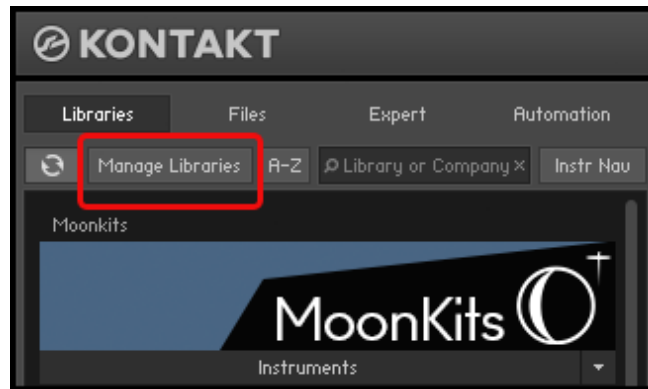 KONTAKT
Libraries Files Expert Automation
Manage Libraries A-Z Library or Company × Instr Nav
Moonkits
MoonKits
Instruments